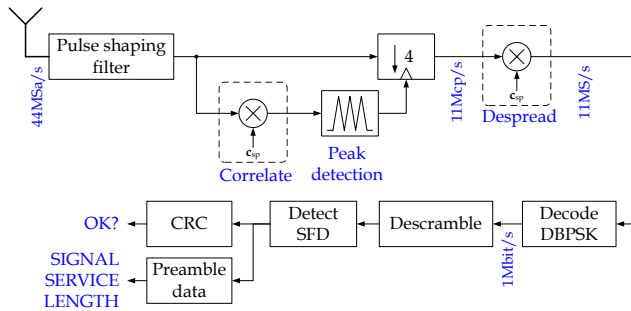 44MSa/s
Pulse shaping
filter
↓ 4
11Mcp/s
c_sp
Despread
11MS/s
c_sp
Correlate
Peak
detection
OK?
CRC
Detect
SFD
Descramble
1Mbit/s
Decode
DBPSK
SIGNAL
SERVICE
LENGTH
Preamble
data